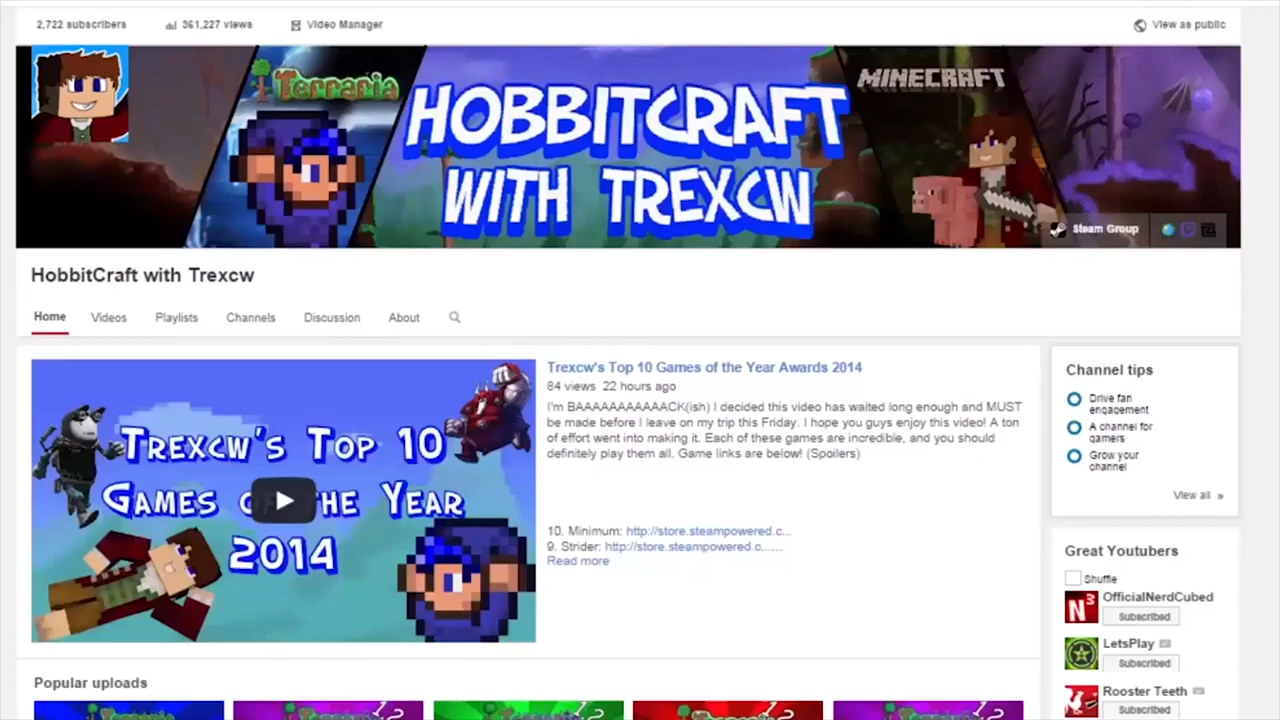 2,722 subscribers
361,227 views
Video Manager
View as public
Terraria
HOBBITCRAFT
WITH TREXCW
MINECRAFT
Steam Group
HobbitCraft with Trexcw
Home
Videos
Playlists
Channels
Discussion
About
TREXCW'S TOP 10
GAMES OF THE YEAR
2014
Trexcw's Top 10 Games of the Year Awards 2014
84 views 22 hours ago
I'm BAAAAAAAAAAACK(ish) I decided this video has waited long enough and MUST
be made before I leave on my trip this Friday. I hope you guys enjoy this video! A ton
of effort went into making it. Each of these games are incredible, and you should
definitely play them all. Game links are below! (Spoilers)
10. Minimum: http://store.steampowered.c...
9. Strider: http://store.steampowered.c......
Read more
Channel tips
Drive fan
engagement
A channel for
gamers
Grow your
channel
View all »
Great Youtubers
Shuffle
N3
OfficialNerdCubed
Subscribed
LetsPlay
Subscribed
Rooster Teeth
Subscribed
Popular uploads